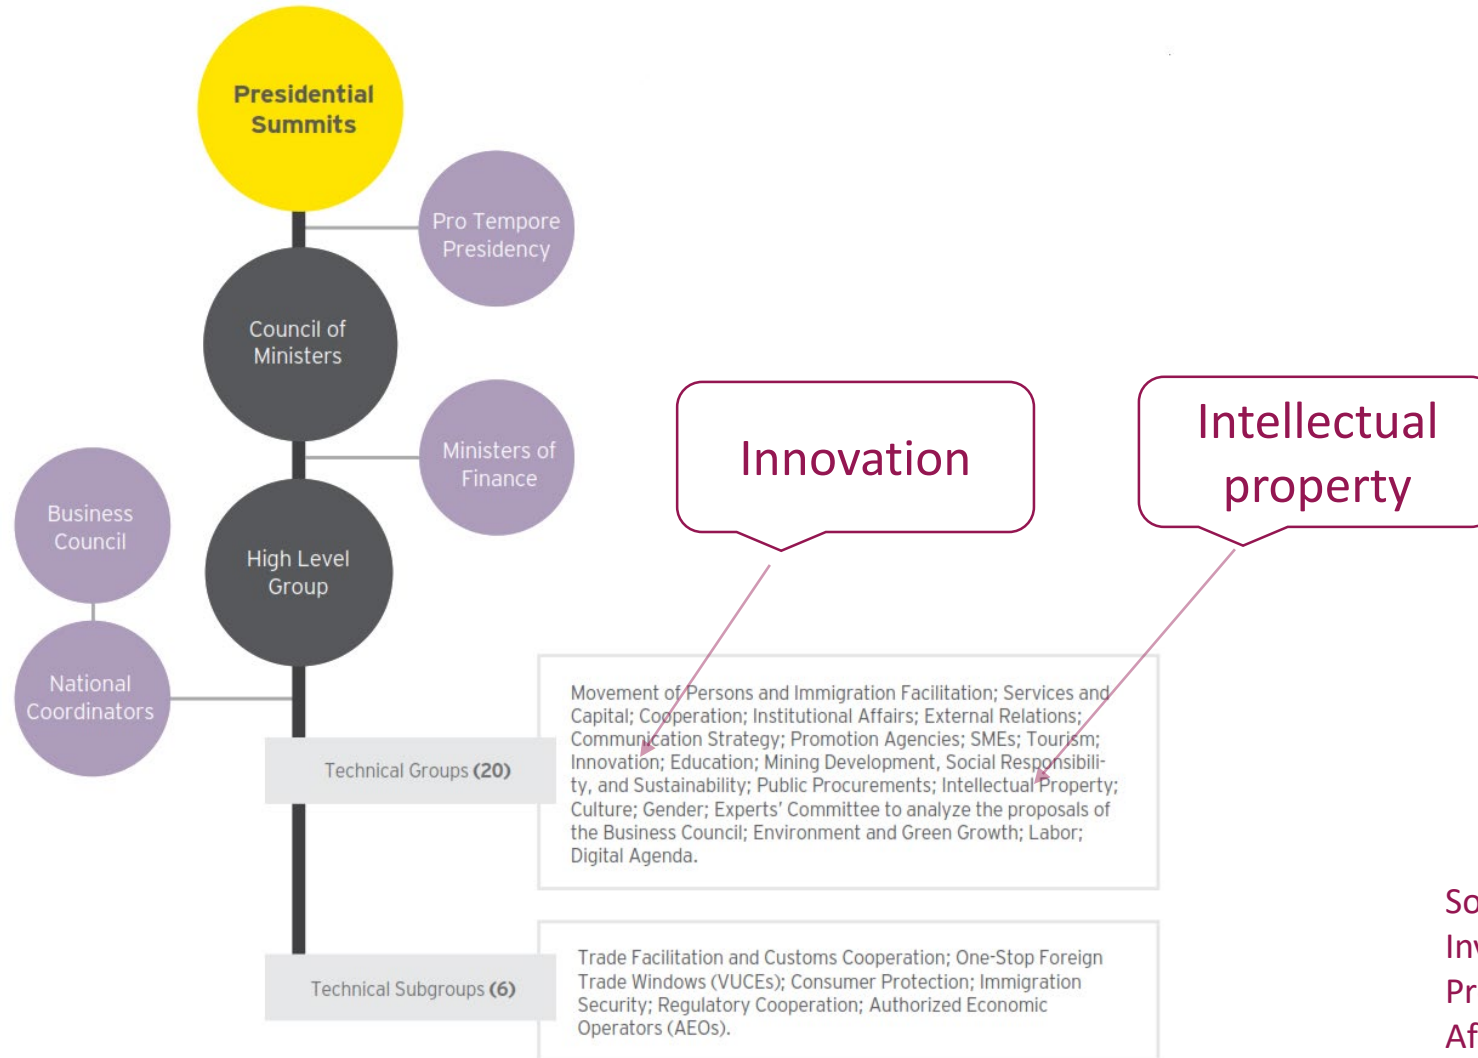 Presidential
Summits
Pro Tempore
Presidency
Council of
Ministers
Ministers of
Finance
Innovation
Intellectual
property
Business
Council
High Level
Group
National
Coordinators
Technical Groups (20)
Movement of Persons and Immigration Facilitation; Services and
Capital; Cooperation; Institutional Affairs; External Relations;
Communication Strategy; Promotion Agencies; SMEs; Tourism;
Innovation; Education; Mining Development, Social Responsibili-
ty, and Sustainability; Public Procurements; Intellectual Property;
Culture; Gender; Experts' Committee to analyze the proposals of
the Business Council; Environment and Green Growth; Labor;
Digital Agenda.
Technical Subgroups (6)
Trade Facilitation and Customs Cooperation; One-Stop Foreign
Trade Windows (VUCEs); Consumer Protection; Immigration
Security; Regulatory Cooperation; Authorized Economic
Operators (AEOs).